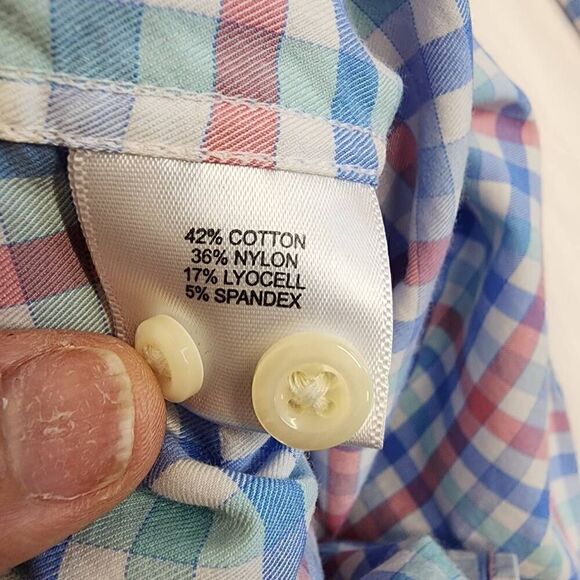 42% COTTON
36% NYLON
17% LYOCELL
5% SPANDEX